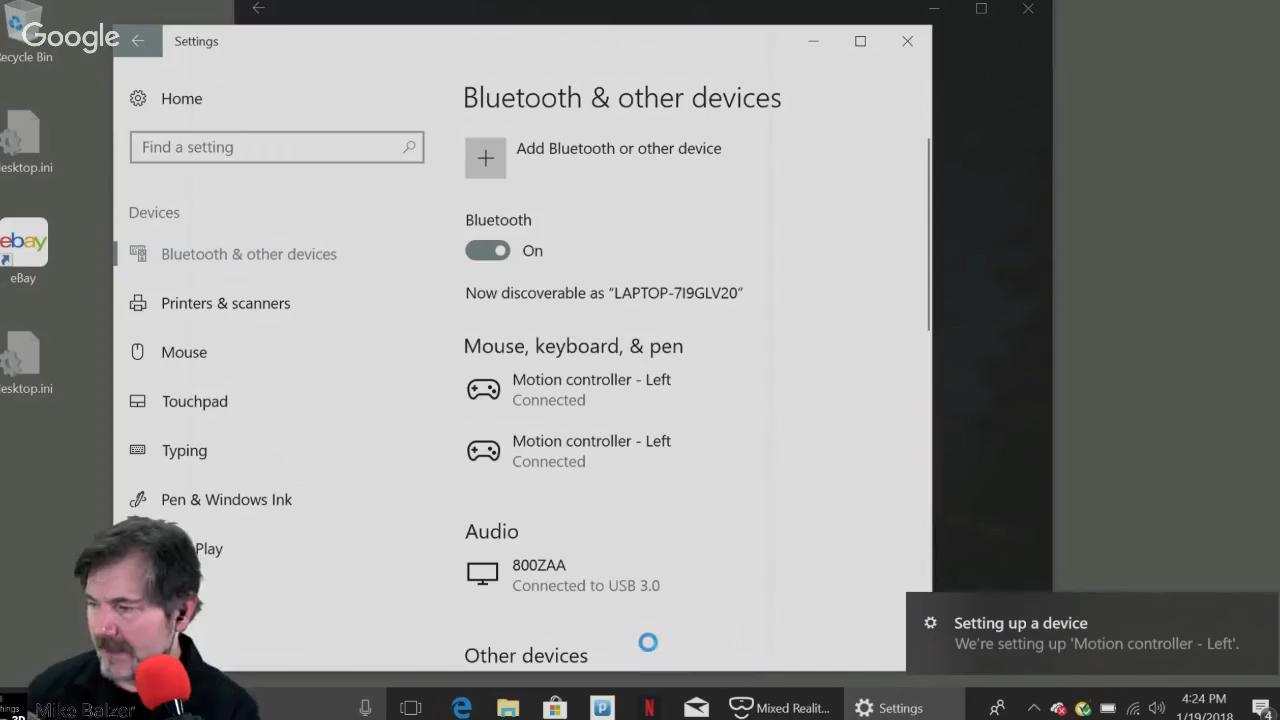 Google
Recycle Bin
desktop.ini
ebay
eBay
desktop.ini
Settings
Home
Find a setting
Devices
Bluetooth & other devices
Printers & scanners
Mouse
Touchpad
Typing
Pen & Windows Ink
Play
Bluetooth & other devices
Add Bluetooth or other device
Bluetooth
On
Now discoverable as “LAPTOP-7I9GLV20”
Mouse, keyboard, & pen
Motion controller - Left
Connected
Motion controller - Left
Connected
Audio
800ZAA
Connected to USB 3.0
Other devices
Setting up a device
We're setting up 'Motion controller - Left'.
Mike Belzer
Mixed Realit...
Settings
4:24 PM
1/19/2018